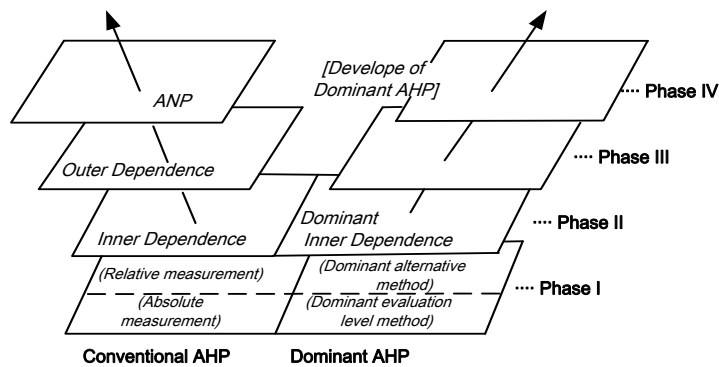 [Develope of
Dominant AHP]
ANP
Phase IV
Outer Dependence
Phase III
Dominant
Inner Dependence
Inner Dependence
Phase II
(Relative measurement)
(Dominant alternative
method)
(Absolute
measurement)
(Dominant evaluation
level method)
Phase I
Conventional AHP
Dominant AHP